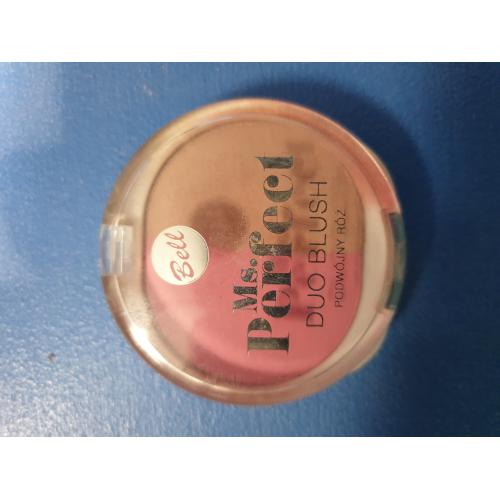 Bell
Ms.
Perfect
DUO BLUSH
PODWÓJNY RÓŻ